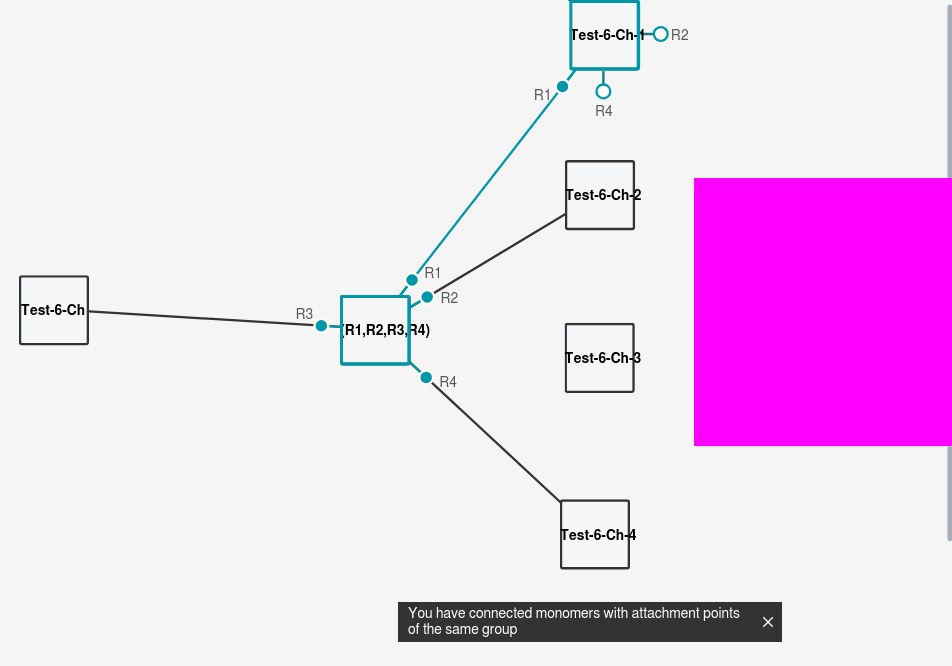 Test-6-Ch-1
R2
R1
R4
Test-6-Ch-2
R1
R2
Test-6-Ch
R3
(R1,R2,R3,R4)
Test-6-Ch-3
R4
Test-6-Ch-4
You have connected monomers with attachment points
of the same group